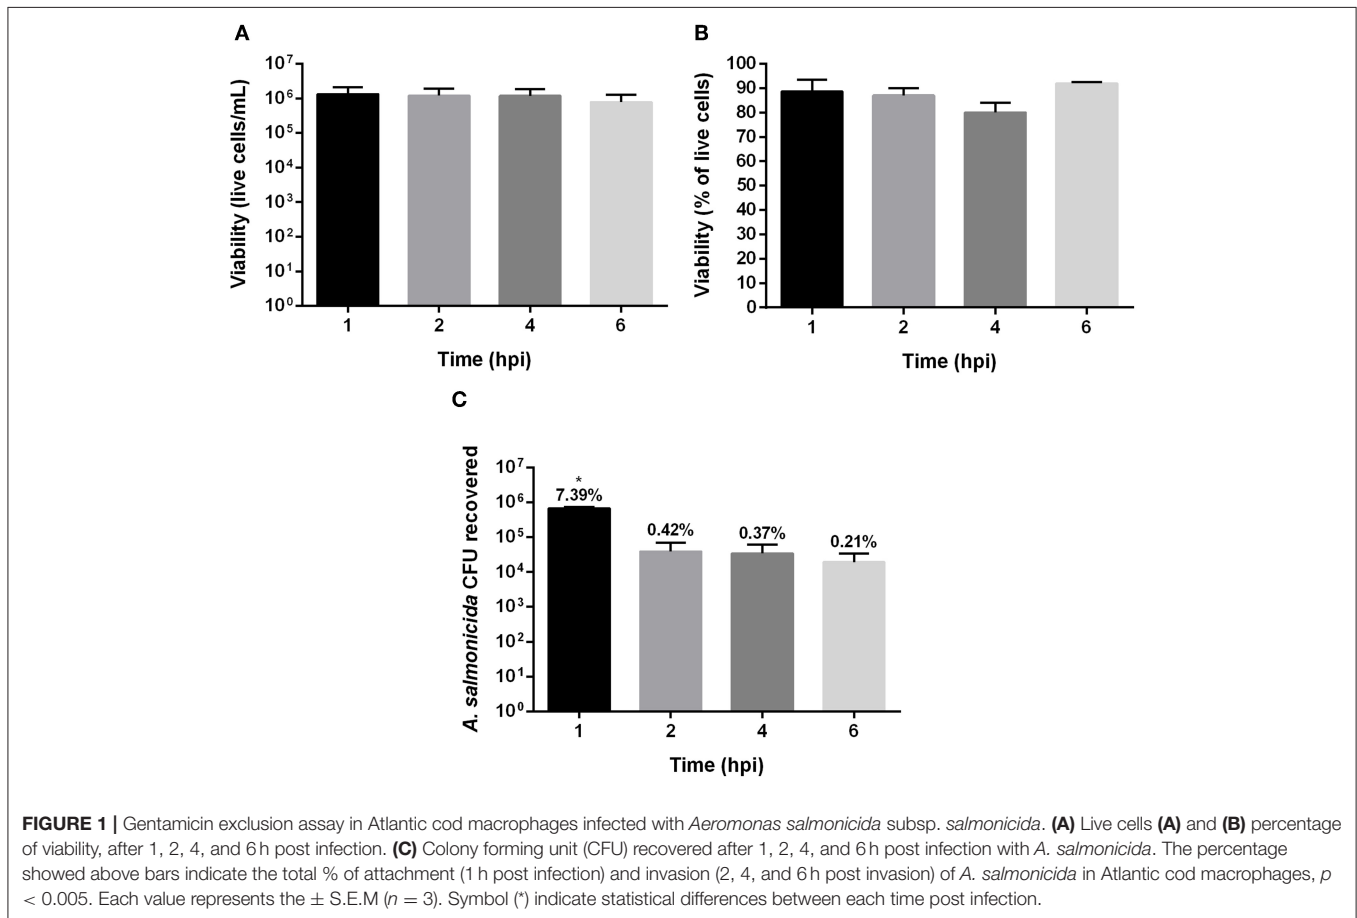 A
Viability (live cells/mL)
10⁷
10⁶
10⁵
10⁴
10³
10²
10¹
10⁰
1 2 4 6
Time (hpi)
B
Viability (% of live cells)
100
90
80
70
60
50
40
30
20
10
0
1 2 4 6
Time (hpi)
C
A. salmonicida CFU recovered
10⁷
10⁶
10⁵
10⁴
10³
10²
10¹
10⁰
*
7.39%
0.42%
0.37%
0.21%
1 2 4 6
Time (hpi)
FIGURE 1 | Gentamicin exclusion assay in Atlantic cod macrophages infected with Aeromonas salmonicida subsp. salmonicida. (A) Live cells (A) and (B) percentage
of viability, after 1, 2, 4, and 6 h post infection. (C) Colony forming unit (CFU) recovered after 1, 2, 4, and 6 h post infection with A. salmonicida. The percentage
showed above bars indicate the total % of attachment (1 h post infection) and invasion (2, 4, and 6 h post invasion) of A. salmonicida in Atlantic cod macrophages, p
< 0.005. Each value represents the ± S.E.M (n = 3). Symbol (*) indicate statistical differences between each time post infection.